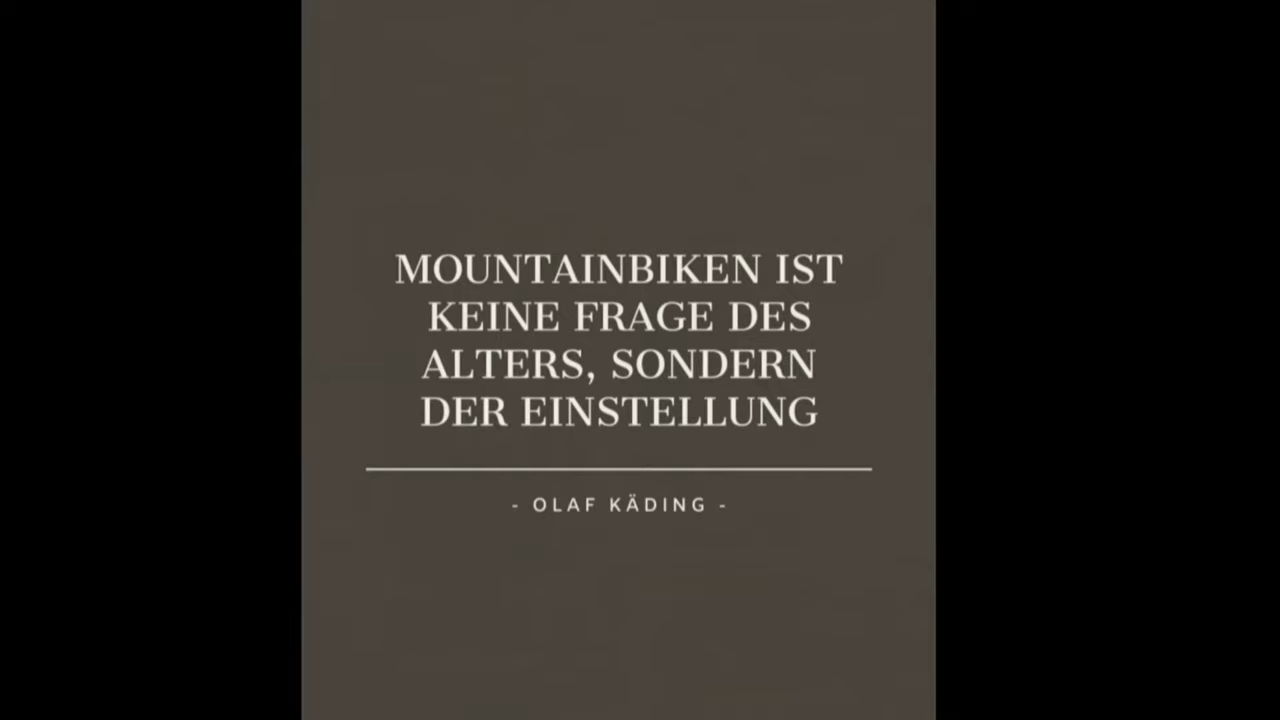 MOUNTAINBIKEN IST
KEINE FRAGE DES
ALTERS, SONDERN
DER EINSTELLUNG
- OLAF KÄDING -